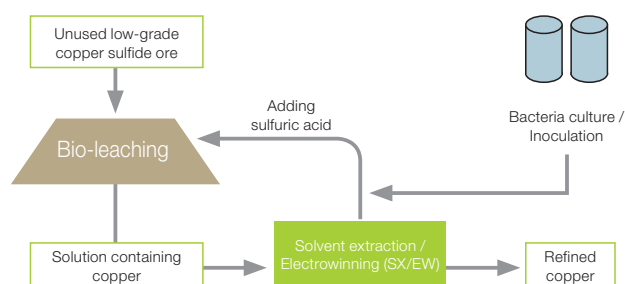 Unused low-grade
copper sulfide ore
Adding
sulfuric acid
Bacteria culture /
Inoculation
Bio-leaching
Solution containing
copper
Solvent extraction /
Electrowinning (SX/EW)
Refined
copper